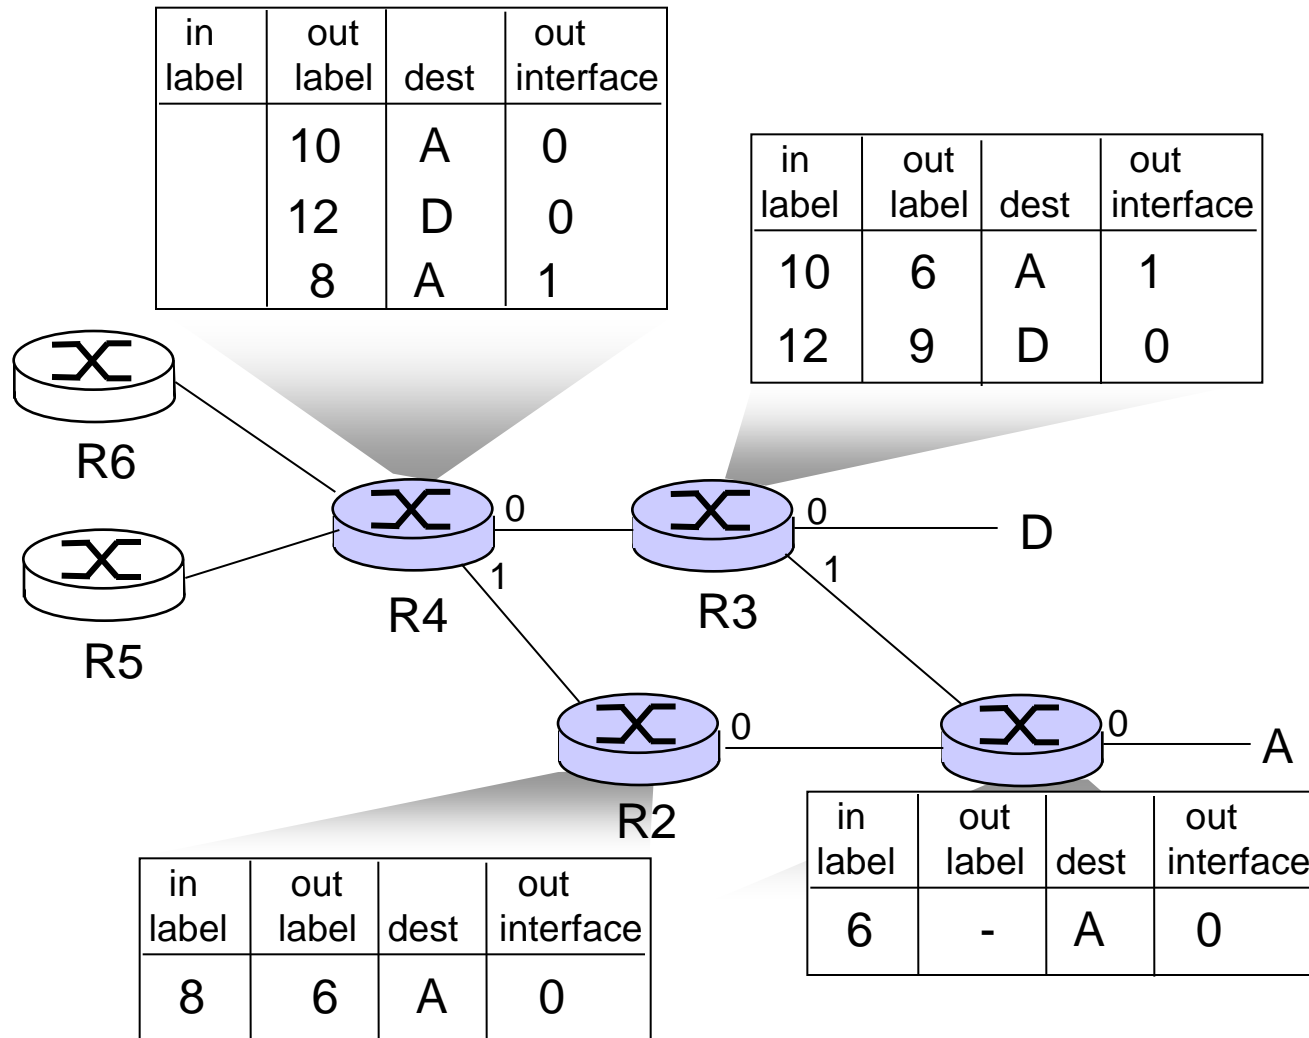 in out out
label label dest interface
10 A 0
12 D 0
8 A 1
in out out
label label dest interface
10 6 A 1
12 9 D 0
R6
0
0
D
1
1
R4
R3
R5
0
0
A
R2
in out out
label label dest interface
6 - A 0
in out out
label label dest interface
8 6 A 0